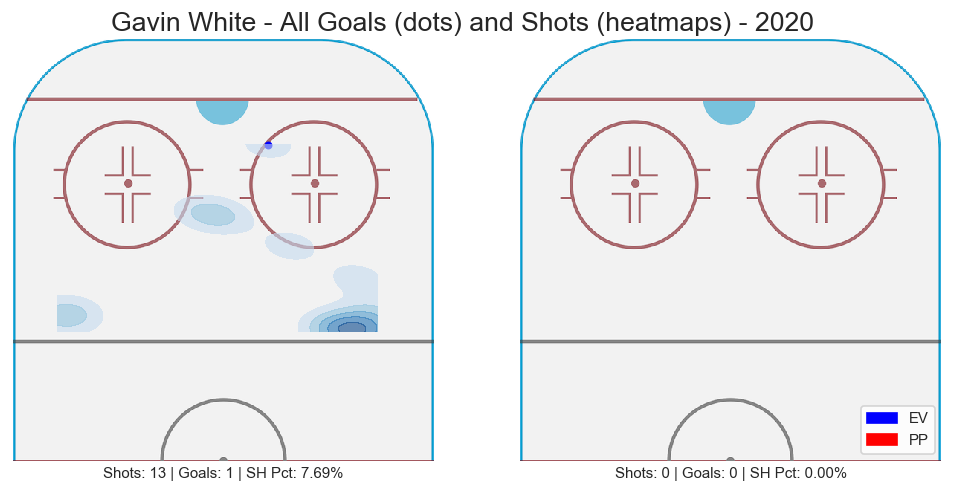 Gavin White - All Goals (dots) and Shots (heatmaps) - 2020
EV
PP
Shots: 13 | Goals: 1 | SH Pct: 7.69%
Shots: 0 | Goals: 0 | SH Pct: 0.00%